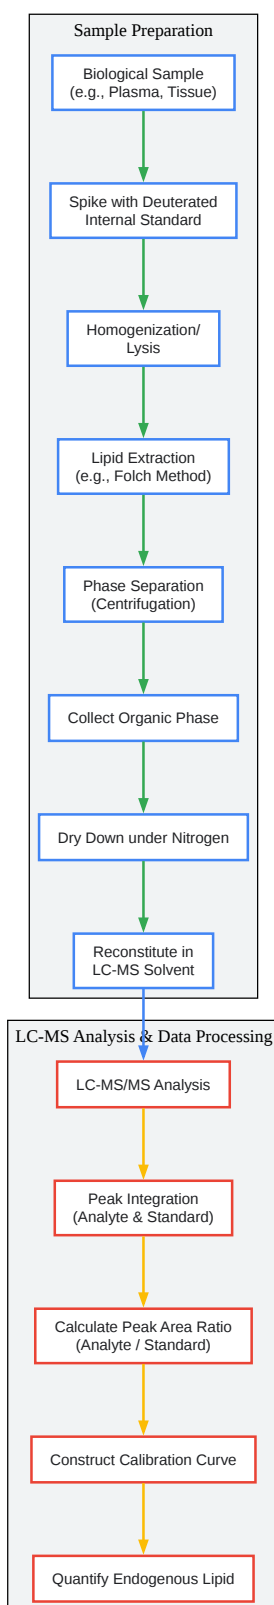 Sample Preparation
Biological Sample
(e.g., Plasma, Tissue)
Spike with Deuterated
Internal Standard
Homogenization/
Lysis
Lipid Extraction
(e.g., Folch Method)
Phase Separation
(Centrifugation)
Collect Organic Phase
Dry Down under Nitrogen
Reconstitute in
LC-MS Solvent
LC-MS Analysis & Data Processing
LC-MS/MS Analysis
Peak Integration
(Analyte & Standard)
Calculate Peak Area Ratio
(Analyte / Standard)
Construct Calibration Curve
Quantify Endogenous Lipid